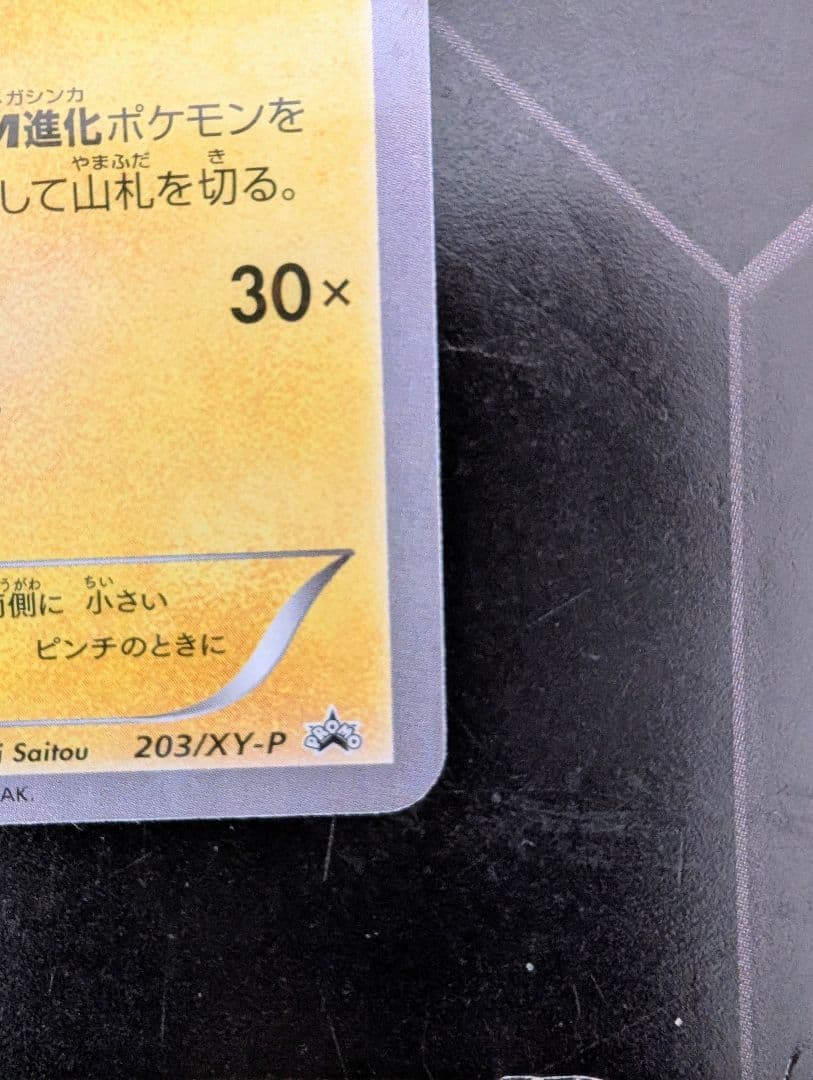 ガシンカ
M進化ポケモンを
やまふだ き
して山札を切る。
30×
うがわ ちい
側に 小さい
ピンチのときに
i Saitou 203/XY-P PROMO
AK.